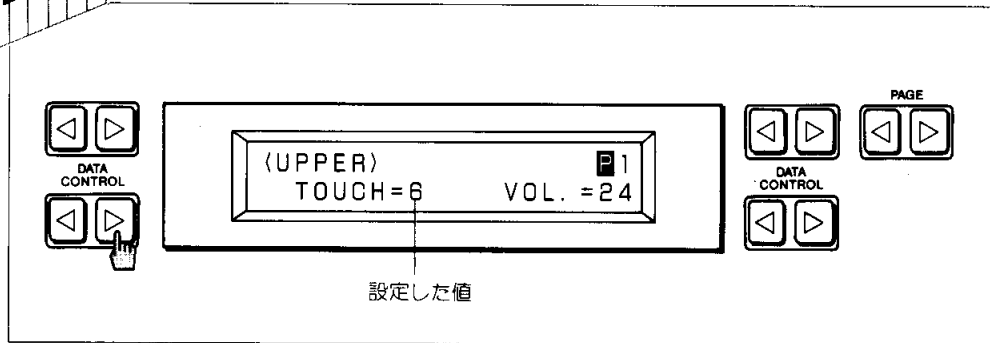 PAGE
DATA
CONTROL
(UPPER) P1
TOUCH=6 VOL. =24
DATA
CONTROL
設定した値